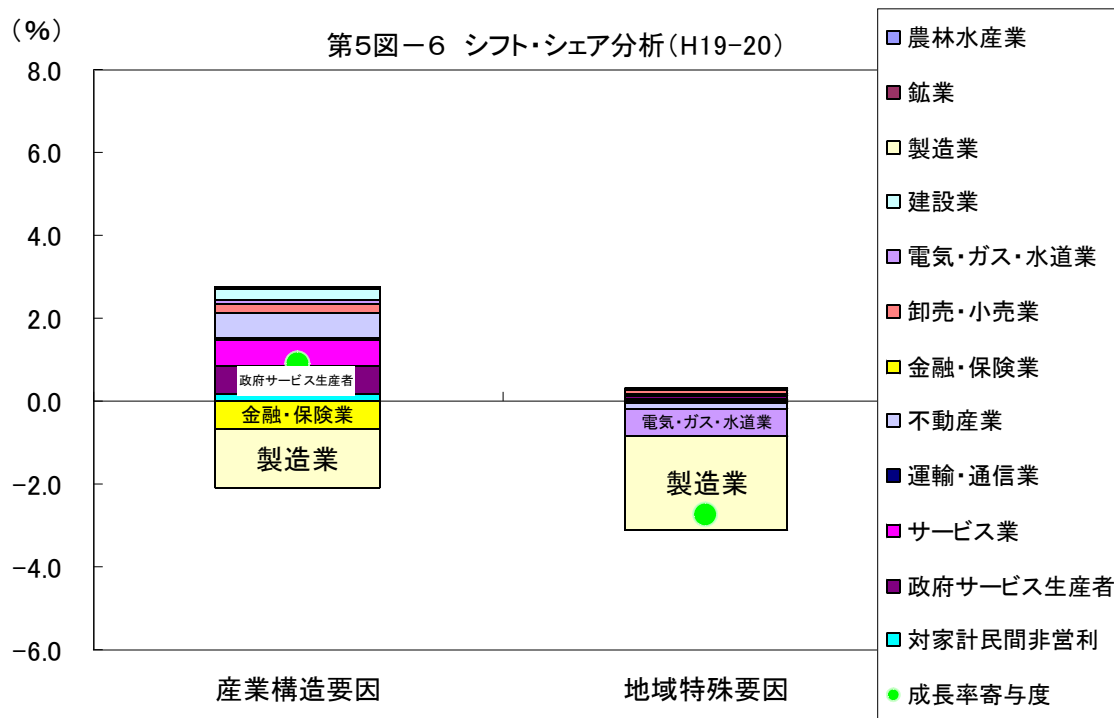 （％）
第５図－６ シフト・シェア分析（H19-20）
8.0
6.0
4.0
2.0
0.0
−2.0
−4.0
−6.0
政府サービス生産者
金融・保険業
製造業
電気・ガス・水道業
製造業
産業構造要因
地域特殊要因
農林水産業
鉱業
製造業
建設業
電気・ガス・水道業
卸売・小売業
金融・保険業
不動産業
運輸・通信業
サービス業
政府サービス生産者
対家計民間非営利
成長率寄与度